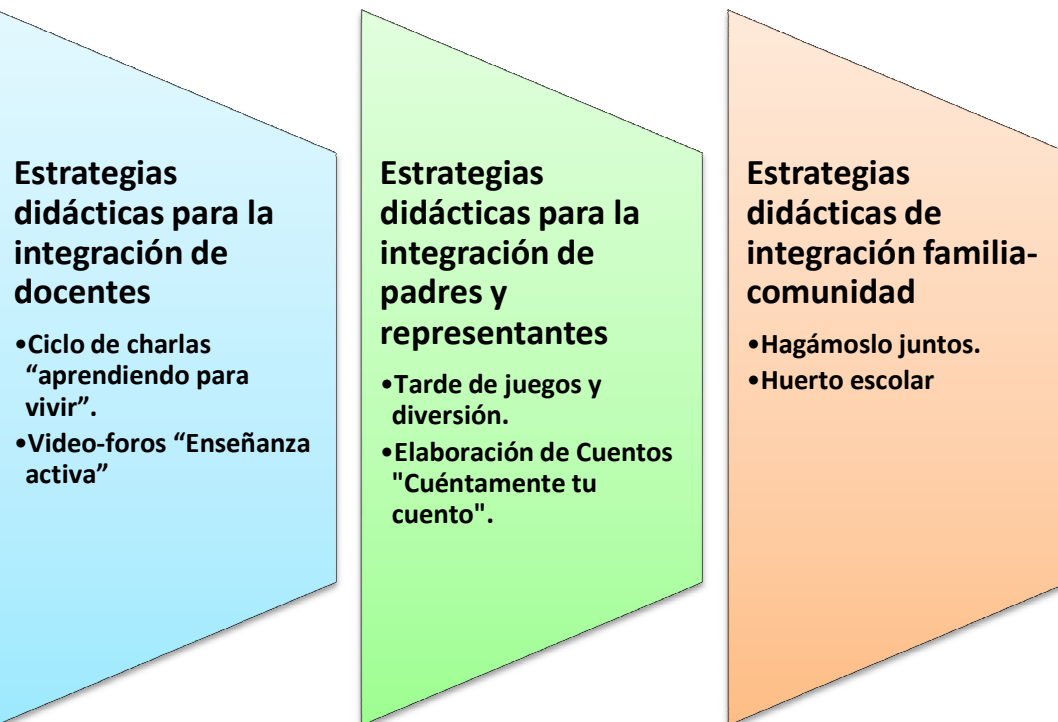 Estrategias
didácticas para la
integración de
docentes
•Ciclo de charlas
“aprendiendo para
vivir”.
•Video-foros “Enseñanza
activa”
Estrategias
didácticas para la
integración de
padres y
representantes
•Tarde de juegos y
diversión.
•Elaboración de Cuentos
"Cuéntamente tu
cuento".
Estrategias
didácticas de
integración familia-
comunidad
•Hagámoslo juntos.
•Huerto escolar